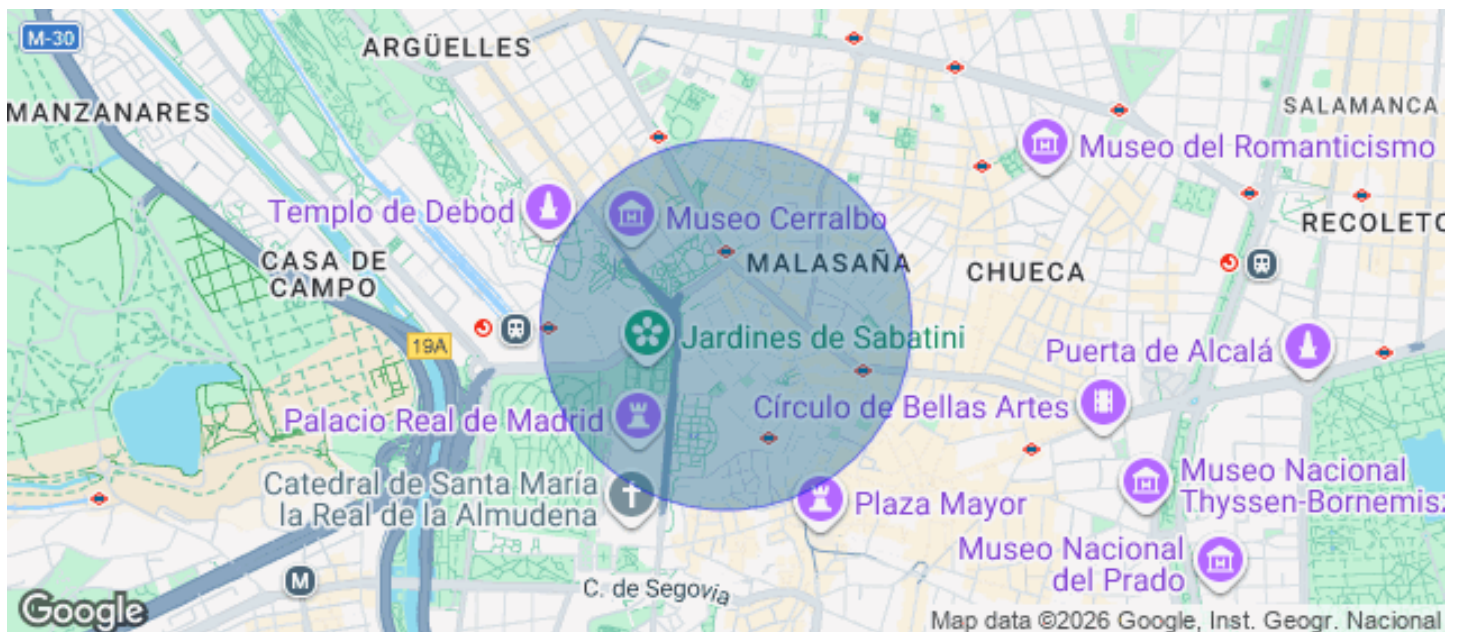 M-30
ARGÜELLES
MANZANARES
SALAMANCA
Museo del Romanticismo
Templo de Debod
Museo Cerralbo
RECOLETO
CASA DE
CAMPO
MALASAÑA
CHUECA
19A
Jardines de Sabatini
Puerta de Alcalá
Palacio Real de Madrid
Círculo de Bellas Artes
Catedral de Santa María
la Real de la Almudena
Plaza Mayor
Museo Nacional
Thyssen-Bornemisz
Museo Nacional
del Prado
M
C. de Segovia
Google
Map data ©2026 Google, Inst. Geogr. Nacional